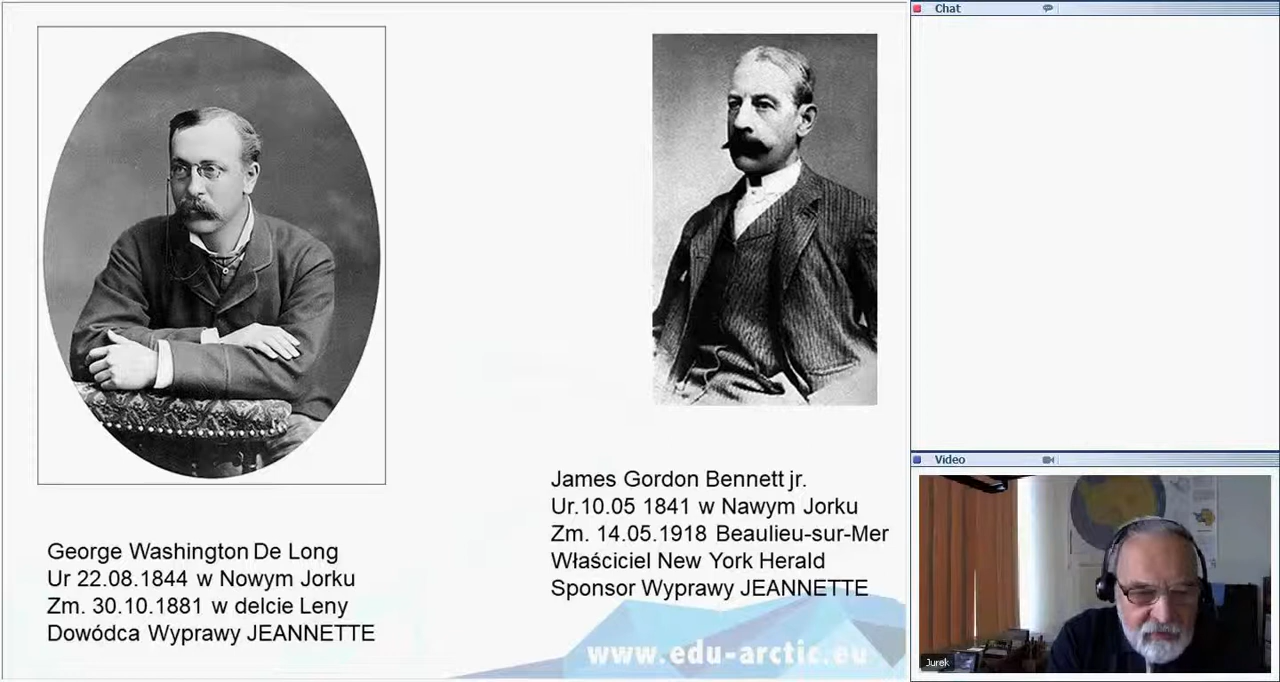 George Washington De Long
Ur 22.08.1844 w Nowym Jorku
Zm. 30.10.1881 w delcie Leny
Dowódca Wyprawy JEANNETTE
James Gordon Bennett jr.
Ur.10.05 1841 w Nawym Jorku
Zm. 14.05.1918 Beaulieu-sur-Mer
Właściciel New York Herald
Sponsor Wyprawy JEANNETTE
www.edu-arctic.eu
Chat
Video
Jurek